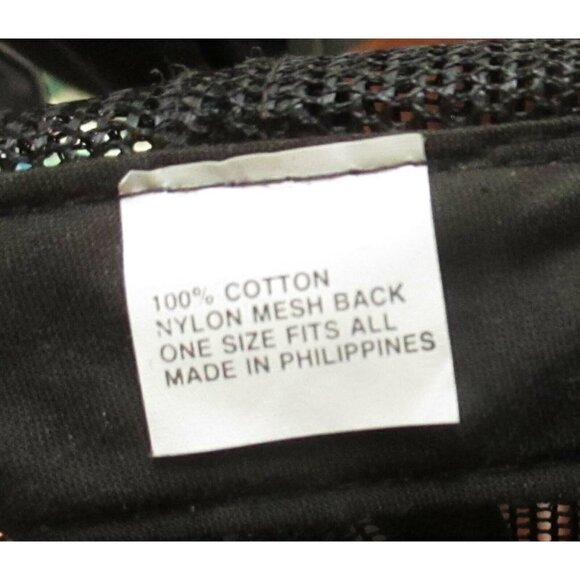 100% COTTON
NYLON MESH BACK
ONE SIZE FITS ALL
MADE IN PHILIPPINES